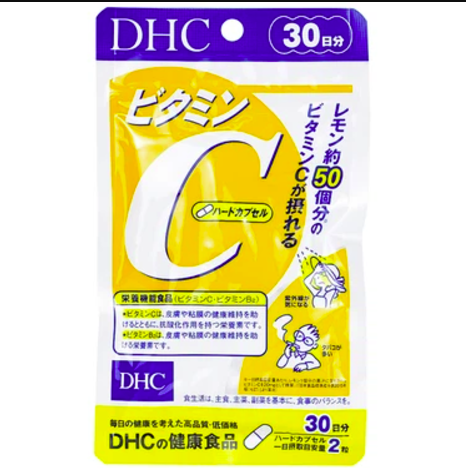 DHC
30日分
ビタミン
C
レモン約50個分の
ビタミンCが摂れる
ハードカプセル
紫外線が
気になる
タバコが
多い
栄養機能食品(ビタミンC・ビタミンB₂)
●ビタミンCは、皮膚や粘膜の健康維持を助
けるとともに、抗酸化作用を持つ栄養素です。
●ビタミンB₂は、皮膚や粘膜の健康維持を助
ける栄養素です。
DHC
食生活は、主食、主菜、副菜を基本に、食事のバランスを。
毎日の健康を考えた高品質・低価格
DHCの健康食品
30日分
ハードカプセル
一日摂取目安量2粒